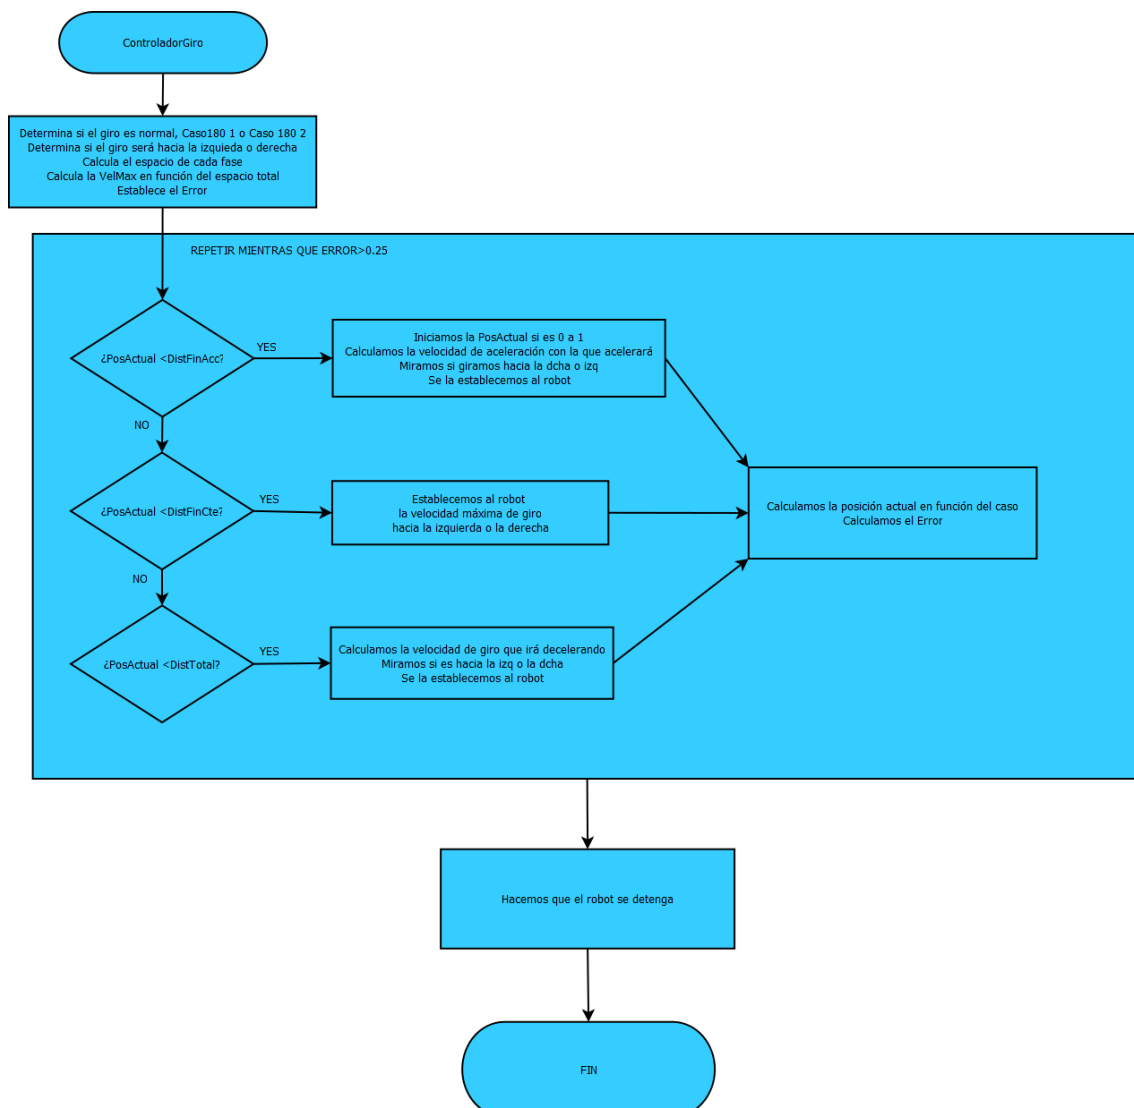 ControladorGiro
Determina si el giro es normal, Caso180 1 o Caso 180 2
Determina si el giro será hacia la izquieda o derecha
Calcula el espacio de cada fase
Calcula la VelMax en función del espacio total
Establece el Error
REPETIR MIENTRAS QUE ERROR>0.25
¿PosActual <DistFinAcc?
YES
Iniciamos la PosActual si es 0 a 1
Calculamos la velocidad de aceleración con la que acelerará
Miramos si giramos hacia la dcha o izq
Se la establecemos al robot
NO
¿PosActual <DistFinCte?
YES
Establecemos al robot
la velocidad máxima de giro
hacia la izquierda o la derecha
Calculamos la posición actual en función del caso
Calculamos el Error
NO
¿PosActual <DistTotal?
YES
Calculamos la velocidad de giro que irá decelerando
Miramos si es hacia la izq o la dcha
Se la establecemos al robot
Hacemos que el robot se detenga
FIN